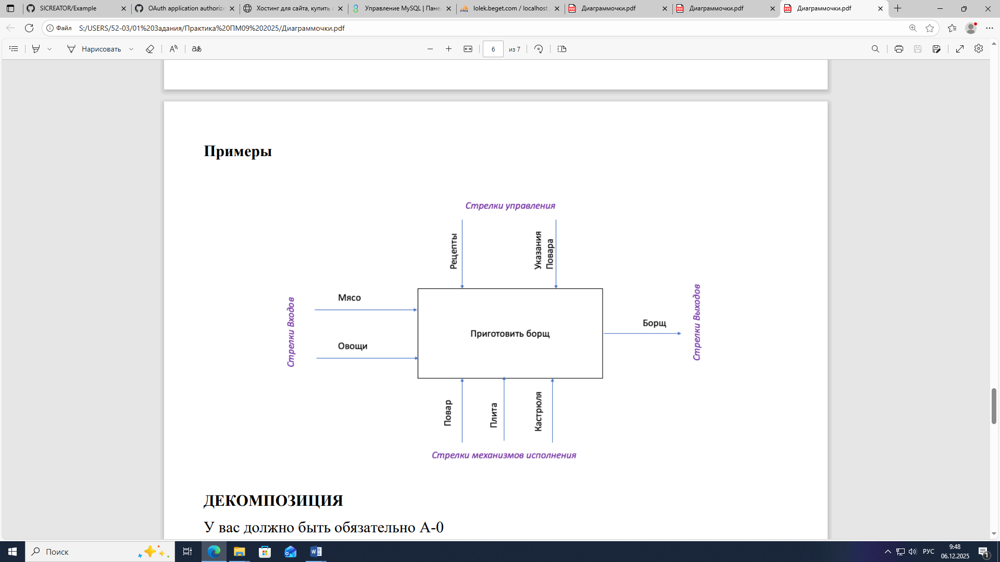 SICREATOR/Example
OAuth application authorize
Хостинг для сайта, купить
Управление MySQL | Пане
lolek.beget.com / localhost
Диаграммочки.pdf
Диаграммочки.pdf
Диаграммочки.pdf
Файл
S:/USERS/52-03/01%203адания/Практика%20ПМ09%202025/Диаграммочки.pdf
Нарисовать
6
из 7
Примеры
Стрелки управления
Рецепты
Указания
Повара
Стрелки Входов
Мясо
Овощи
Приготовить борщ
Борщ
Стрелки Выходов
Повар
Плита
Кастрюля
Стрелки механизмов исполнения
ДЕКОМПОЗИЦИЯ
У вас должно быть обязательно А-0
Поиск
РУС
9:48
06.12.2025
1